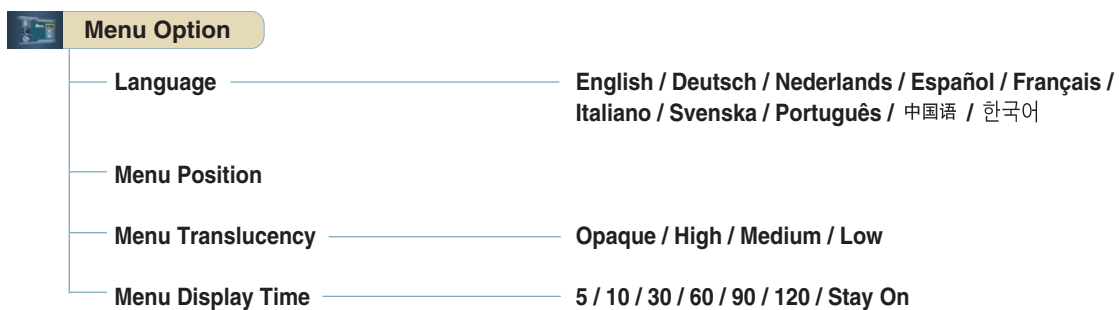 Menu Option
Language English / Deutsch / Nederlands / Español / Français /
Italiano / Svenska / Português / 中国语 / 한국어
Menu Position
Menu Translucency Opaque / High / Medium / Low
Menu Display Time 5 / 10 / 30 / 60 / 90 / 120 / Stay On